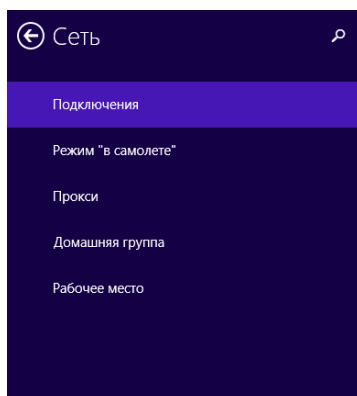 Сеть
Подключения
Режим "в самолете"
Прокси
Домашняя группа
Рабочее место